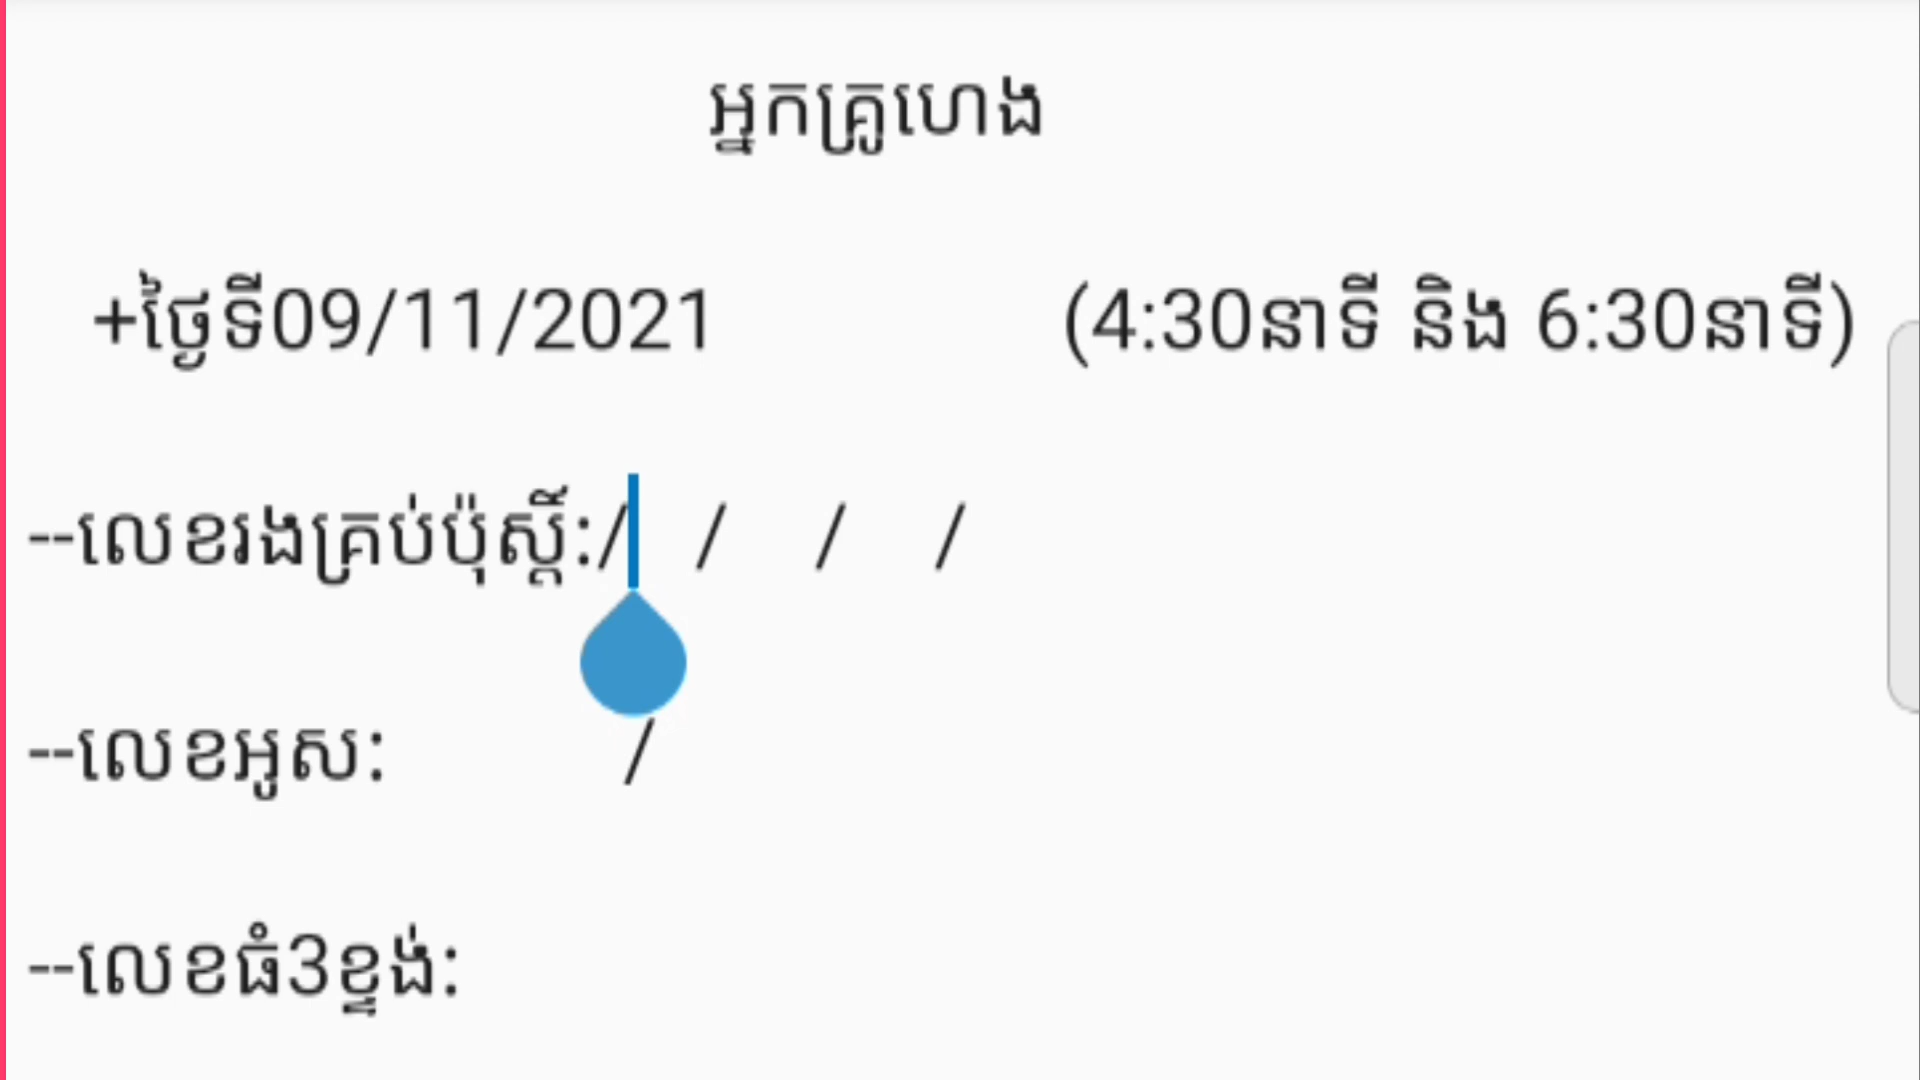 អ្នកគ្រូហេង
+ថ្ងៃទី09/11/2021 (4:30នាទី និង 6:30នាទី)
--លេខរងគ្រប់ប៉ុស្តិ៍:/ / / /
--លេខអូស: /
--លេខធំ3ខ្ទង់: